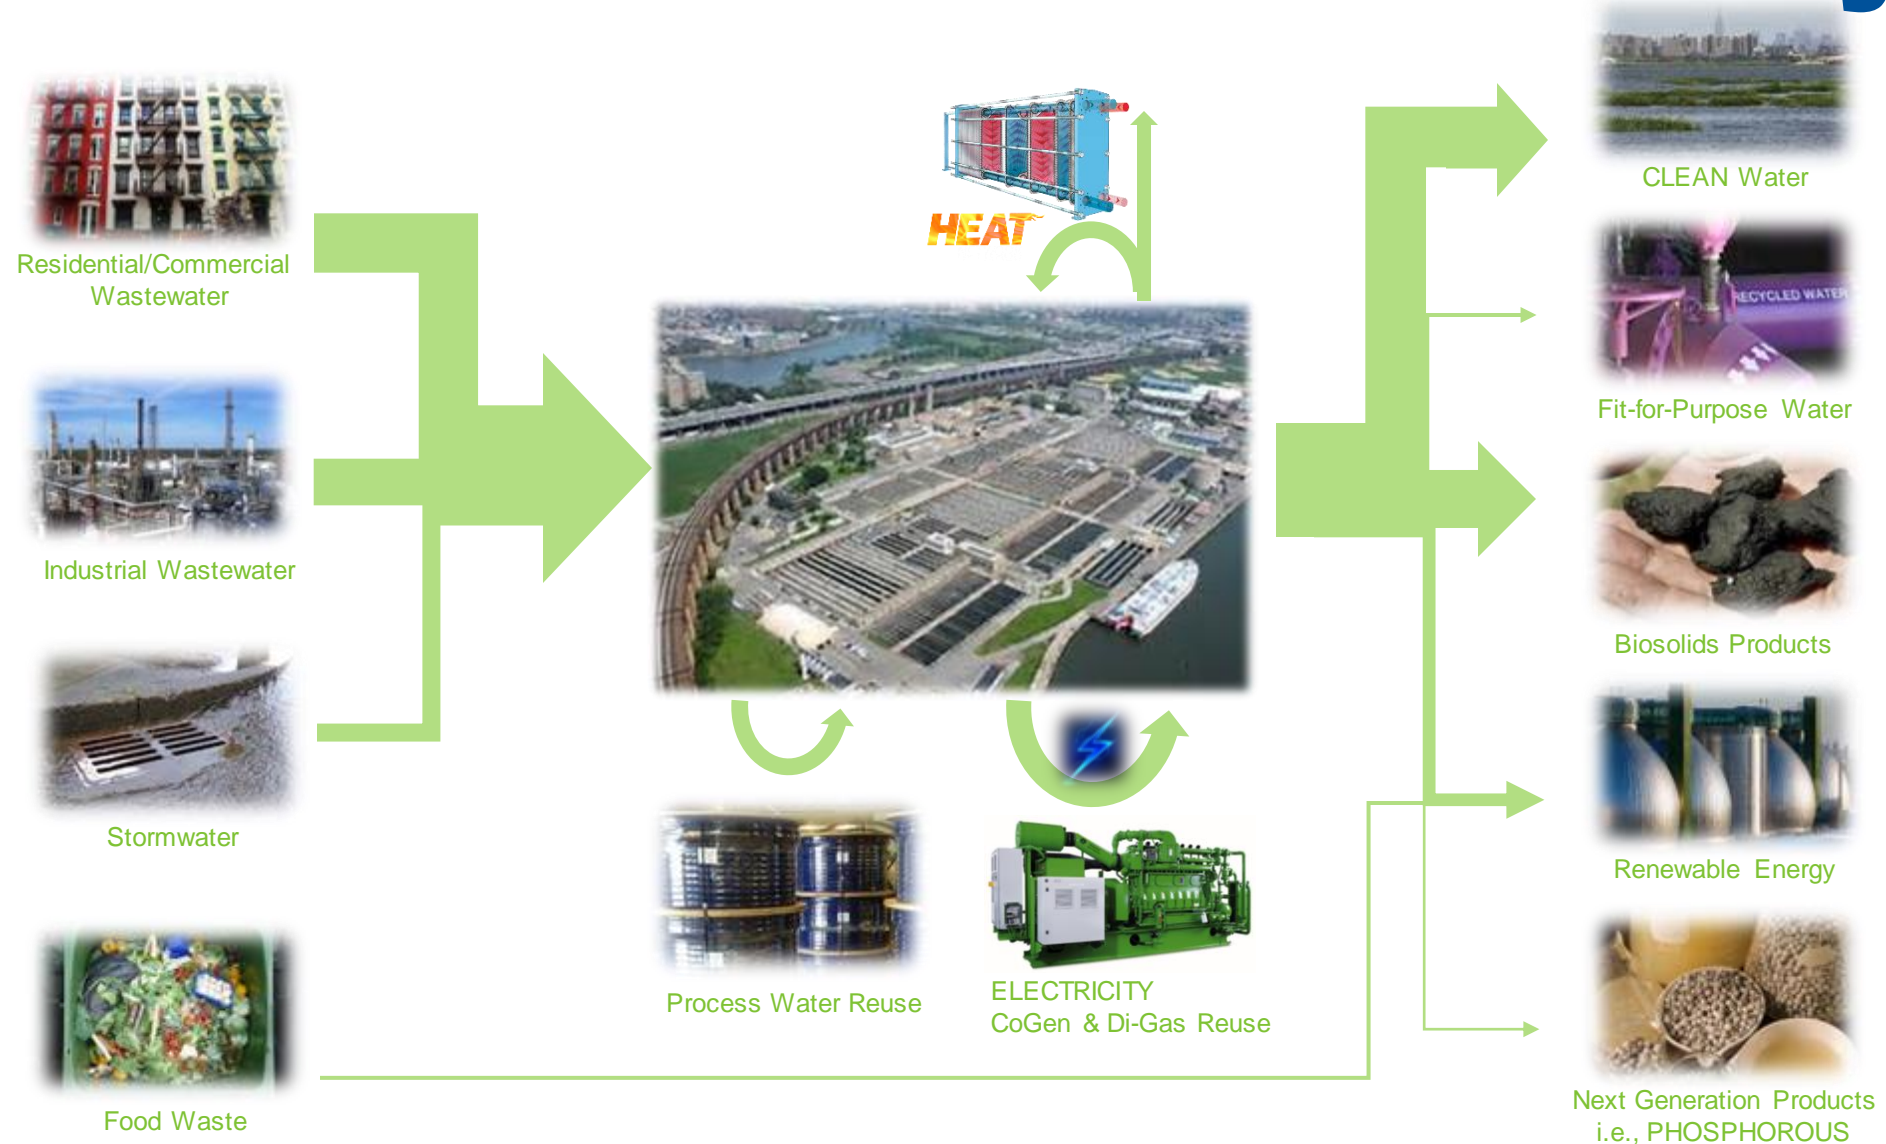 Residential/Commercial
Wastewater
Industrial Wastewater
Stormwater
Food Waste
HEAT
Process Water Reuse
ELECTRICITY
CoGen & Di-Gas Reuse
CLEAN Water
RECYCLED WATER
Fit-for-Purpose Water
Biosolids Products
Renewable Energy
Next Generation Products
i.e., PHOSPHOROUS